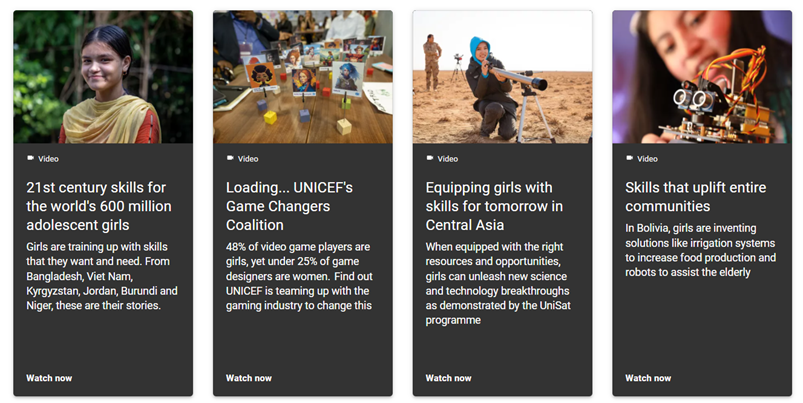 Video
21st century skills for
the world's 600 million
adolescent girls
Girls are training up with skills
that they want and need. From
Bangladesh, Viet Nam,
Kyrgyzstan, Jordan, Burundi and
Niger, these are their stories.
Watch now
Video
Loading... UNICEF's
Game Changers
Coalition
48% of video game players are
girls, yet under 25% of game
designers are women. Find out
UNICEF is teaming up with the
gaming industry to change this
Watch now
Video
Equipping girls with
skills for tomorrow in
Central Asia
When equipped with the right
resources and opportunities,
girls can unleash new science
and technology breakthroughs
as demonstrated by the UniSat
programme
Watch now
Video
Skills that uplift entire
communities
In Bolivia, girls are inventing
solutions like irrigation systems
to increase food production and
robots to assist the elderly
Watch now